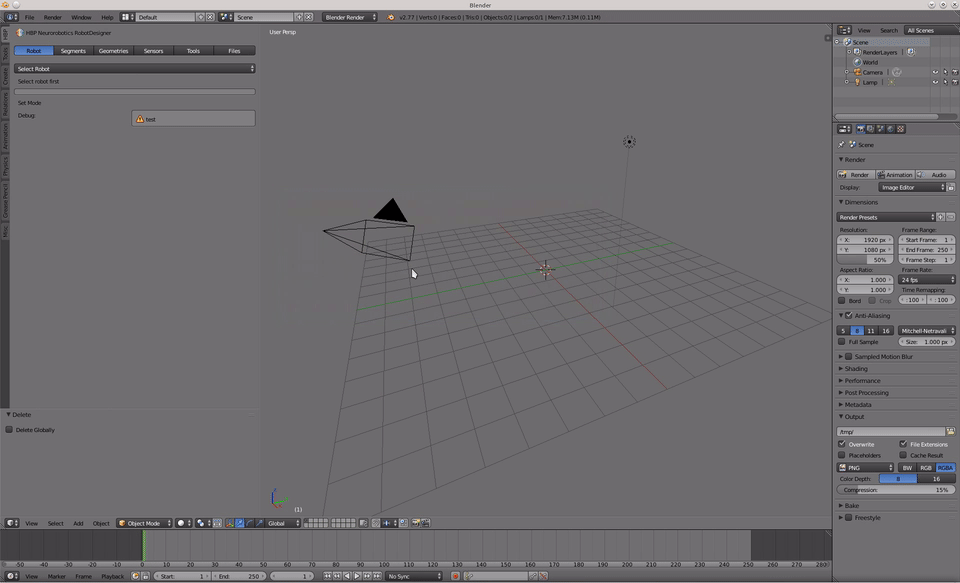 Blender
File Render Window Help Default Scene Blender Render v2.77 | Verts:0 | Faces:0 | Tris:0 | Objects:0/2 | Lamps:0/1 | Mem:7.13M (0.11M)
HBP Neurorobotics RobotDesigner
Robot Segments Geometries Sensors Tools Files
Select Robot
Select robot first
Set Mode
Debug test
HBP
Tools
Create
Relations
Animation
Physics
Grease Pencil
Misc
Delete
Delete Globally
User Persp
(1)
View Select Add Object Object Mode Global
View Search All Scenes
Scene
RenderLayers
World
Camera
Lamp
Scene
Render
Render Animation Audio
Display: Image Editor
Dimensions
Render Presets
Resolution: Frame Range:
X: 1920 px Start Frame: 1
Y: 1080 px End Frame: 250
50% Frame Step: 1
Aspect Ratio: Frame Rate:
X: 1.000 24 fps
Y: 1.000 Time Remapping:
Bord Crop :100 :100
Anti-Aliasing
5 8 11 16 Mitchell-Netravali
Full Sample Size: 1.000 px
Sampled Motion Blur
Shading
Performance
Post Processing
Metadata
Output
/tmp/
Overwrite File Extensions
Placeholders Cache Result
PNG BW RGB RGBA
Color Depth: 8 16
Compression: 15%
Bake
Freestyle
-50 -40 -30 -20 -10 0 10 20 30 40 50 60 70 80 90 100 110 120 130 140 150 160 170 180 190 200 210 220 230 240 250 260 270 280
View Marker Frame Playback Start: 1 End: 250 1 No Sync